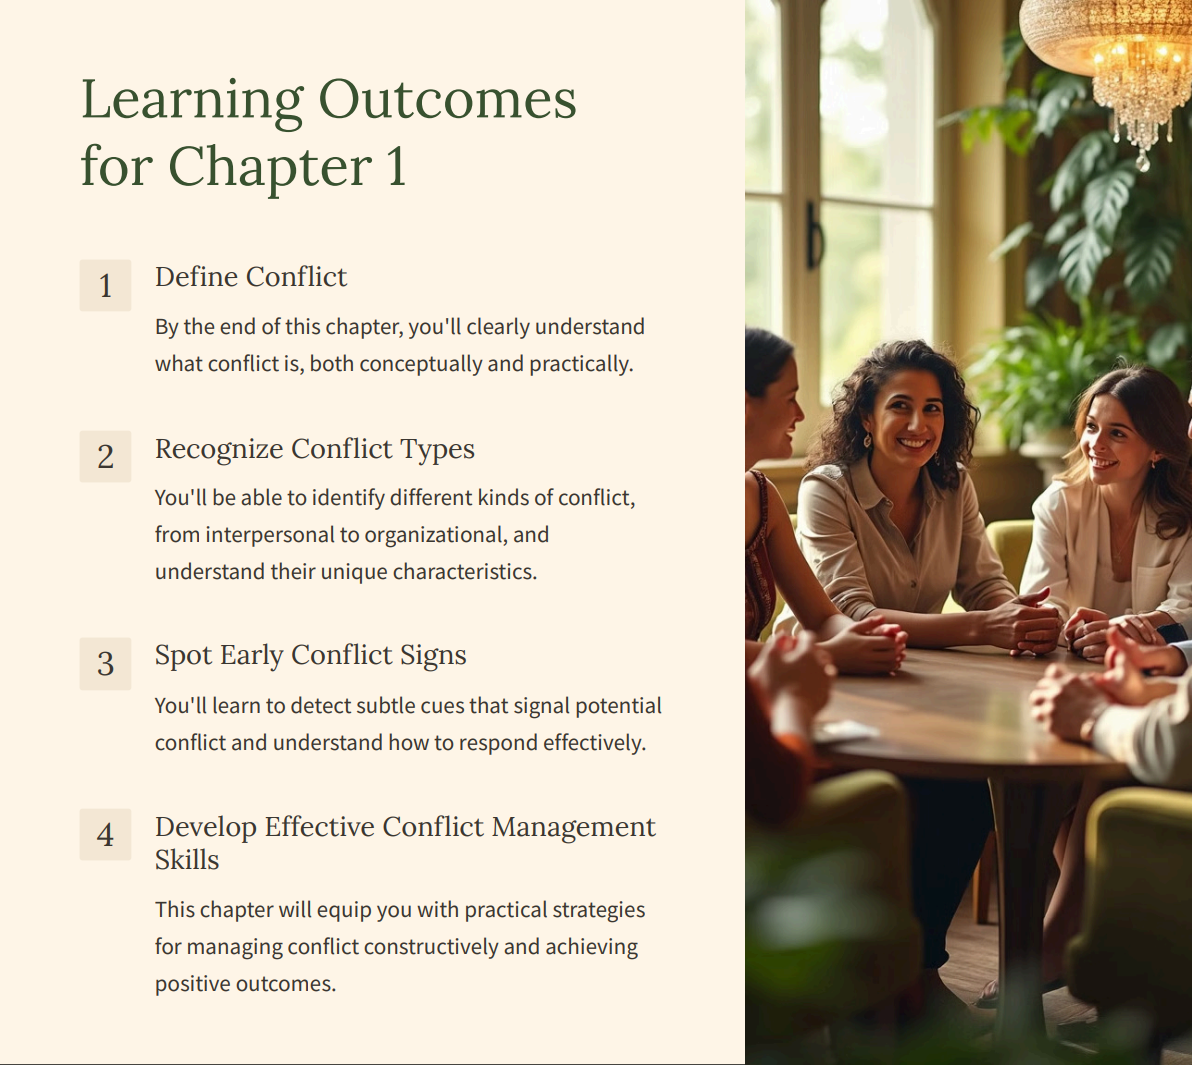 Learning Outcomes
for Chapter 1
1
Define Conflict
By the end of this chapter, you'll clearly understand
what conflict is, both conceptually and practically.
2
Recognize Conflict Types
You'll be able to identify different kinds of conflict,
from interpersonal to organizational, and
understand their unique characteristics.
3
Spot Early Conflict Signs
You'll learn to detect subtle cues that signal potential
conflict and understand how to respond effectively.
4
Develop Effective Conflict Management
Skills
This chapter will equip you with practical strategies
for managing conflict constructively and achieving
positive outcomes.